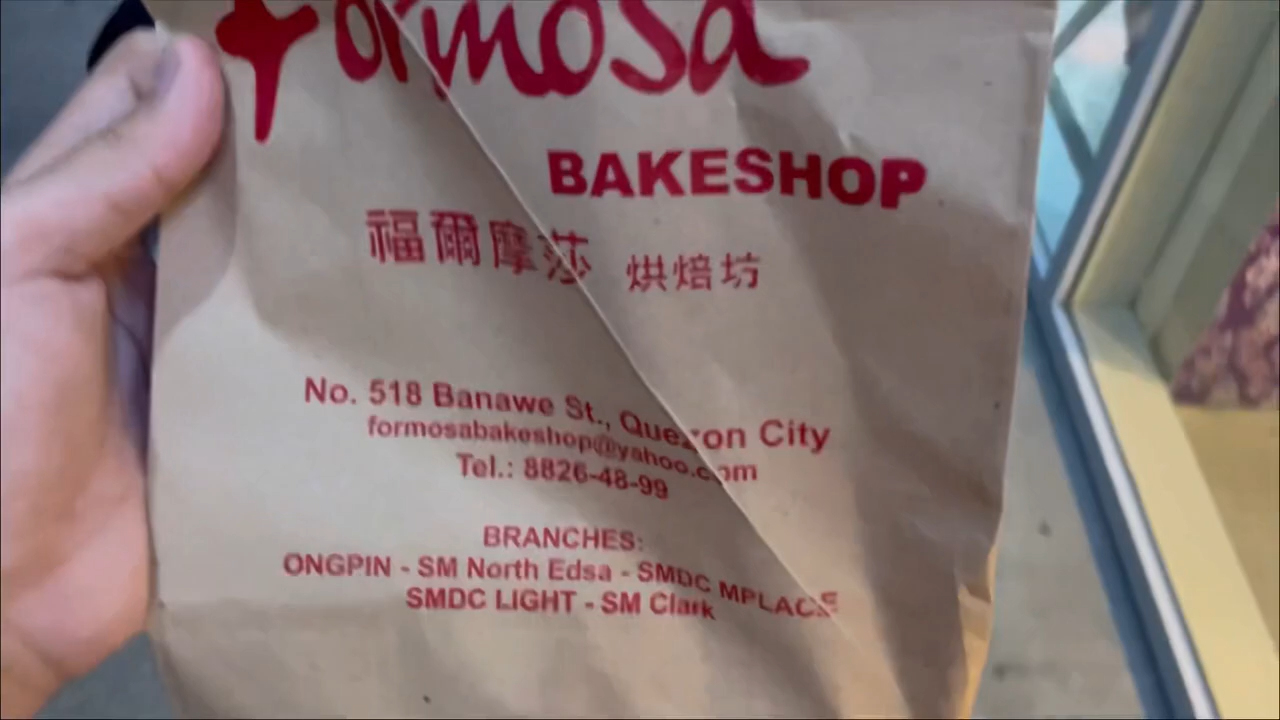 Formosa
BAKESHOP
福爾摩莎 烘焙坊
No. 518 Banawe St., Quezon City
formosabakeshop@yahoo.com
Tel.: 8826-48-99
BRANCHES:
ONGPIN - SM North Edsa - SMDC MPLACE
SMDC LIGHT - SM Clark